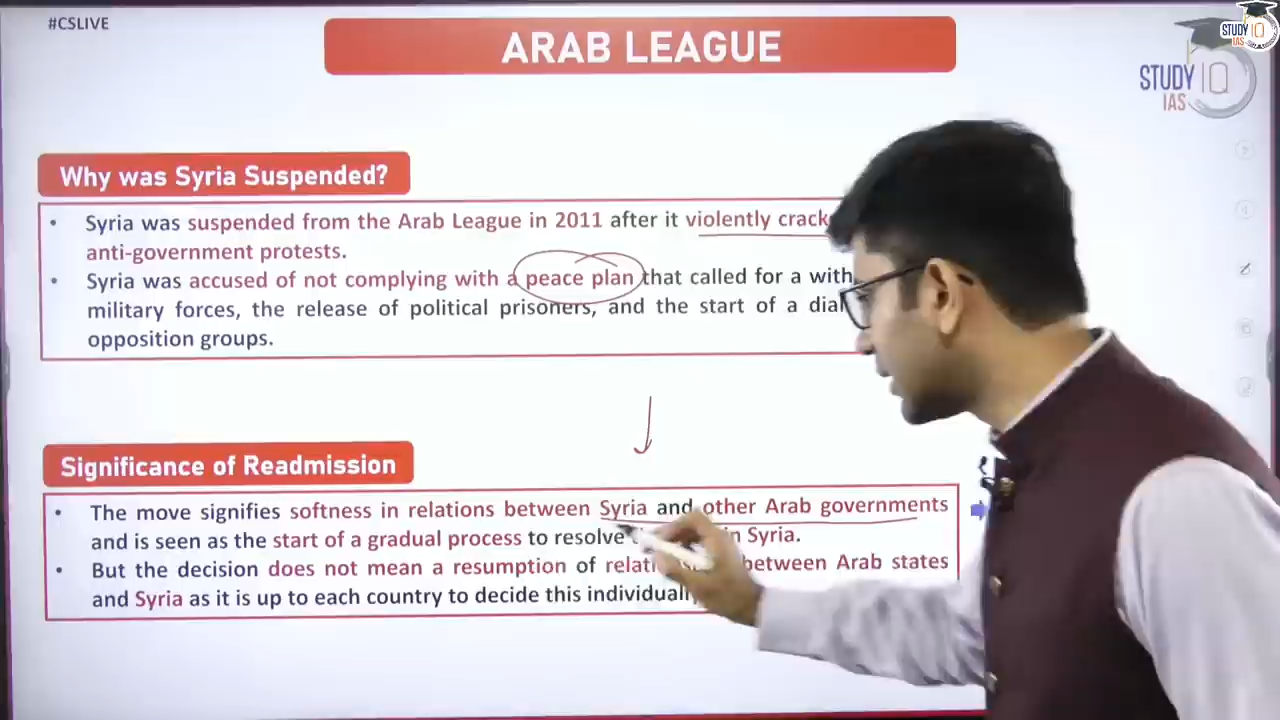 #CSLIVE
ARAB LEAGUE
STUDY IQ
IAS
STUDY IQ
IAS
Why was Syria Suspended?
• Syria was suspended from the Arab League in 2011 after it violently
anti-government protests.
• Syria was accused of not complying with a peace plan that called for a
military forces, the release of political prisoners, and the start of a
opposition groups.
Significance of Readmission
• The move signifies softness in relations between Syria and other Arab governments
and is seen as the start of a gradual process to resolve in Syria.
• But the decision does not mean a resumption of between Arab states
and Syria as it is up to each country to decide this